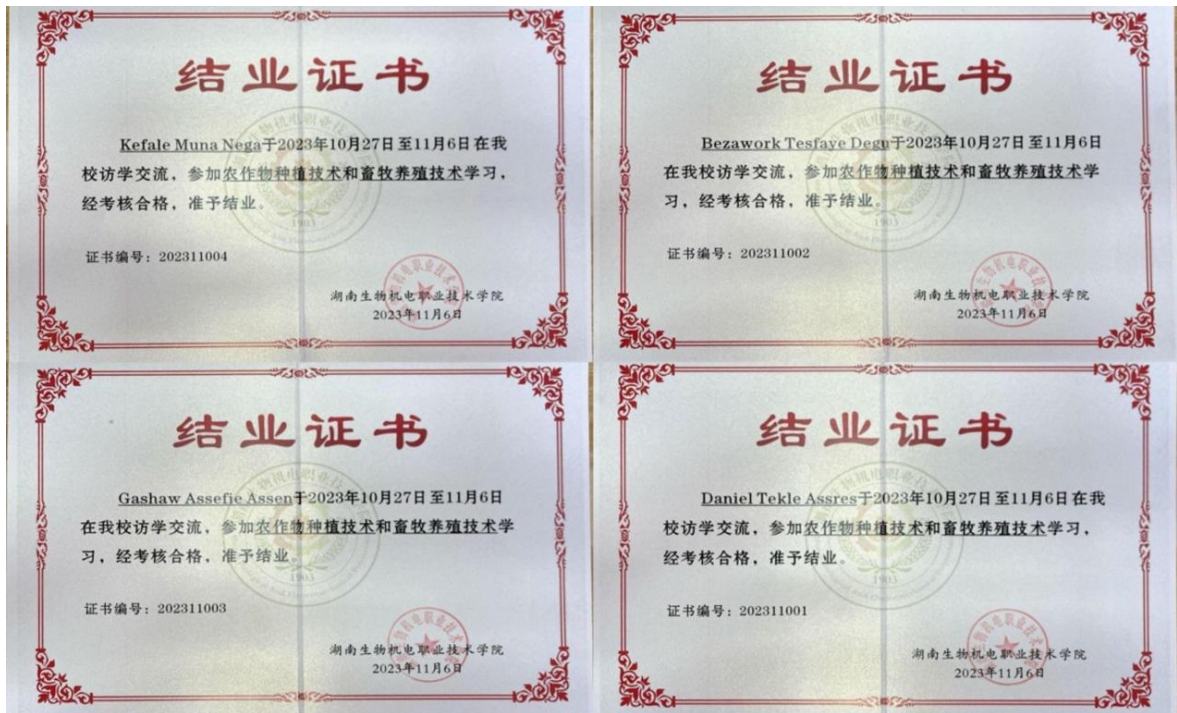 结业证书
Kefale Muna Nega于2023年10月27日至11月6日在我
校访学交流，参加农作物种植技术和畜牧养殖技术学习，
经考核合格，准予结业。
1903
证书编号：202311004
湖南生物机电职业技术学院
2023年11月6日
结业证书
Bezawork Tesfaye Degu于2023年10月27日至11月6日
在我校访学交流，参加农作物种植技术和畜牧养殖技术学
习，经考核合格，准予结业。
1903
证书编号：202311002
湖南生物机电职业技术学院
2023年11月6日
结业证书
Gashaw Assefie Assen于2023年10月27日至11月6日
在我校访学交流，参加农作物种植技术和畜牧养殖技术学
习，经考核合格，准予结业。
1903
证书编号：202311003
湖南生物机电职业技术学院
2023年11月6日
结业证书
Daniel Tekle Assres于2023年10月27日至11月6日在我
校访学交流，参加农作物种植技术和畜牧养殖技术学习，
经考核合格，准予结业。
1903
证书编号：202311001
湖南生物机电职业技术学院
2023年11月6日